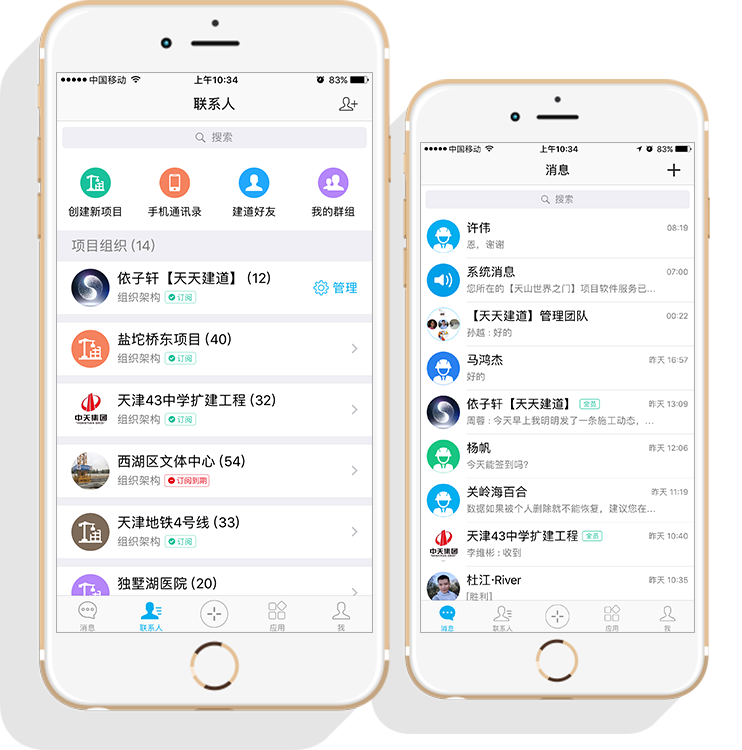 中国移动
上午10:34
83%
联系人
搜索
创建新项目
手机通讯录
建道好友
我的群组
项目组织 (14)
依子轩【天天建道】 (12)
组织架构 订阅
管理
盐坨桥东项目 (40)
组织架构 订阅
天津43中学扩建工程 (32)
组织架构 订阅
中天集团
西湖区文体中心 (54)
组织架构 订阅到期
天津地铁4号线 (33)
组织架构 订阅
独墅湖医院 (20)
消息
联系人
应用
我
中国移动
上午10:34
83%
消息
搜索
许伟
08:19
恩，谢谢
系统消息
07:00
您所在的【天山世界之门】项目软件服务已...
【天天建道】管理团队
00:22
孙越 : 好的
马鸿杰
昨天 16:57
好的
依子轩【天天建道】 全员
昨天 13:09
周蓉 : 今天早上我明明发了一条施工动态，...
杨帆
昨天 12:06
今天能签到吗?
关岭海百合
昨天 11:19
数据如果被个人删除就不能恢复，建议您在...
天津43中学扩建工程 全员
昨天 10:40
李维彬 : 收到
中天集团
杜江·River
昨天 10:35
[胜利]
消息
联系人
应用
我